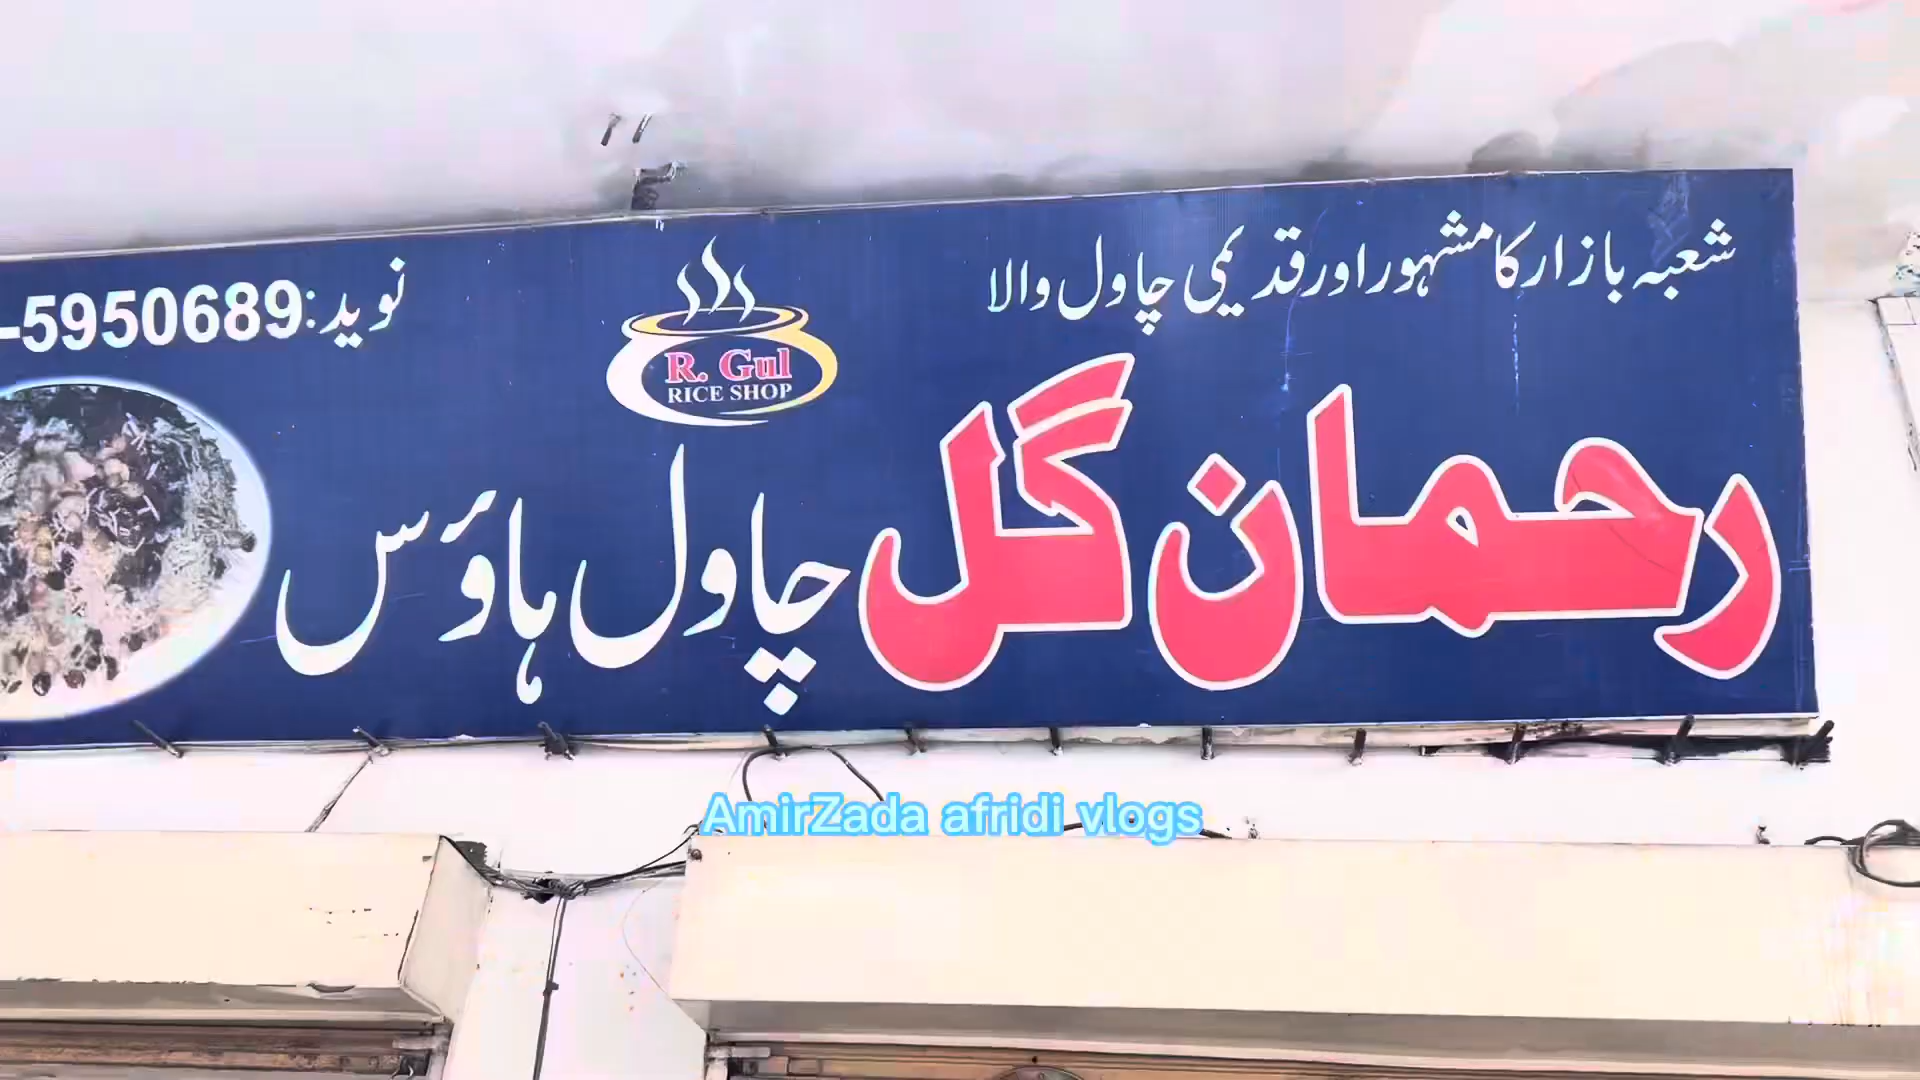 شعبہ بازار کا مشہور اور قدیمی چاول والا
نوید: 5950689-
R. Gul
RICE SHOP
رحمان گل چاول ہاؤس
AmirZada afridi vlogs